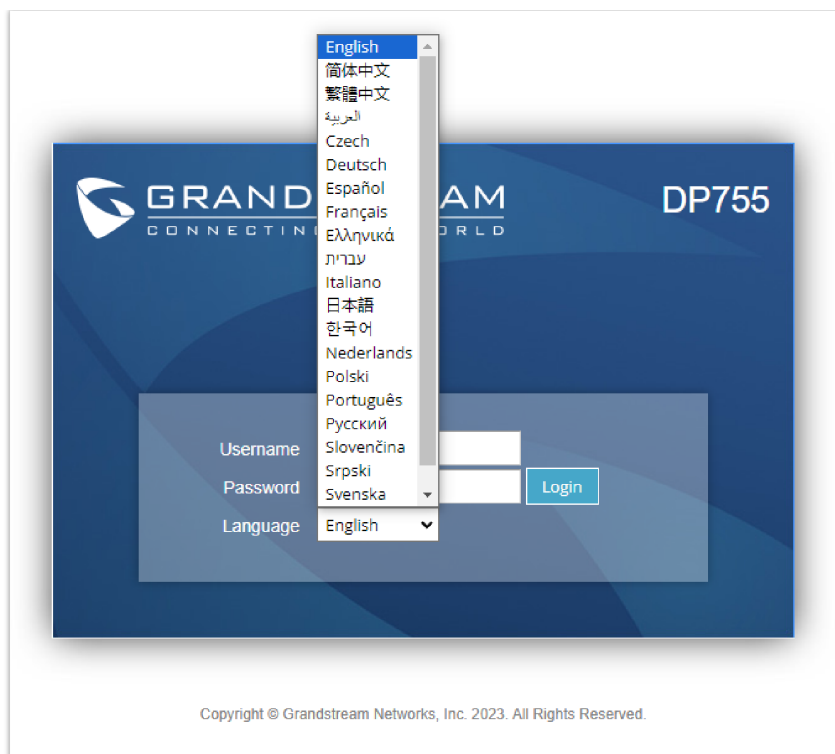 English
简体中文
繁體中文
العربية
Czech
Deutsch
Español
GRAND AM DP755
Français
CONNECTIN ORLD
Ελληνικά
עברית
Italiano
日本語
한국어
Nederlands
Polski
Português
Русский
Username Slovenčina
Srpski
Password Svenska Login
Language English
Copyright © Grandstream Networks, Inc. 2023. All Rights Reserved.